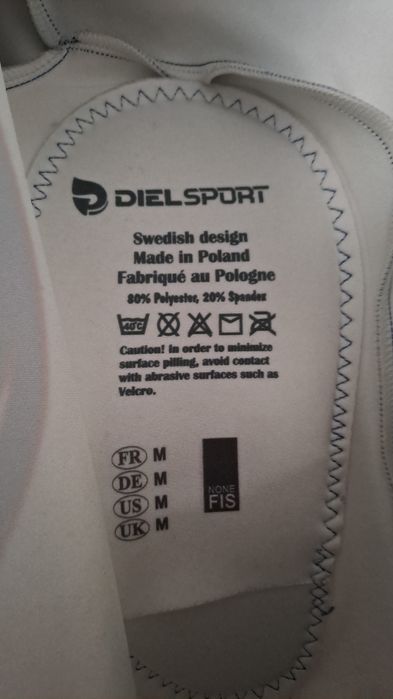 DIELSPORT
Swedish design
Made in Poland
Fabriqué au Pologne
80% Polyester, 20% Spandex
40°C
Caution! in order to minimize
surface pilling, avoid contact
with abrasive surfaces such as
Velcro.
FR M
DE M
US M
UK M
NONE
FIS